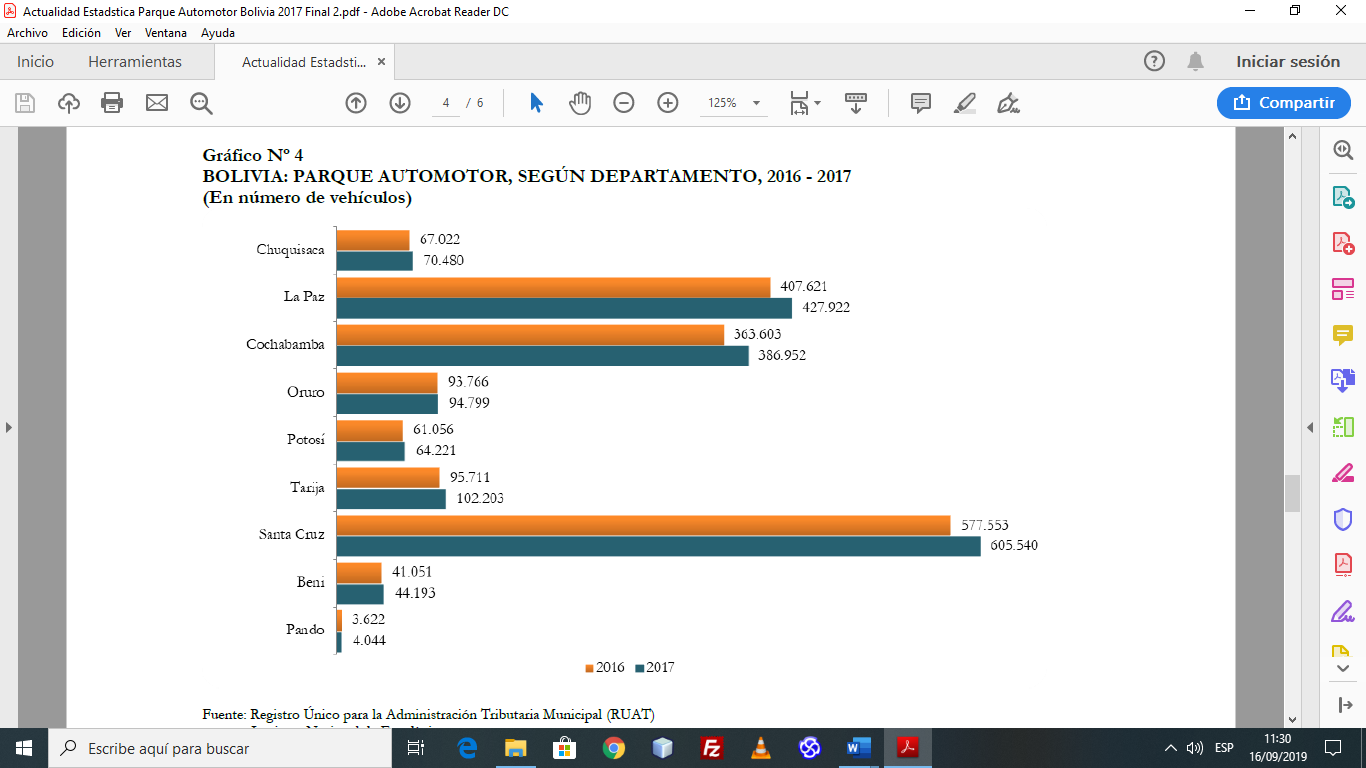 Actualidad Estadstica Parque Automotor Bolivia 2017 Final 2.pdf - Adobe Acrobat Reader DC
Archivo Edición Ver Ventana Ayuda
Inicio Herramientas Actualidad Estadsti... × Iniciar sesión
4 / 6 125% Compartir
Gráfico Nº 4
BOLIVIA: PARQUE AUTOMOTOR, SEGÚN DEPARTAMENTO, 2016 - 2017
(En número de vehículos)
Chuquisaca 67.022
70.480
La Paz 407.621
427.922
Cochabamba 363.603
386.952
Oruro 93.766
94.799
Potosí 61.056
64.221
Tarija 95.711
102.203
Santa Cruz 577.553
605.540
Beni 41.051
44.193
Pando 3.622
4.044
2016 2017
Fuente: Registro Único para la Administración Tributaria Municipal (RUAT)
Escribe aquí para buscar
ESP
11:30
16/09/2019